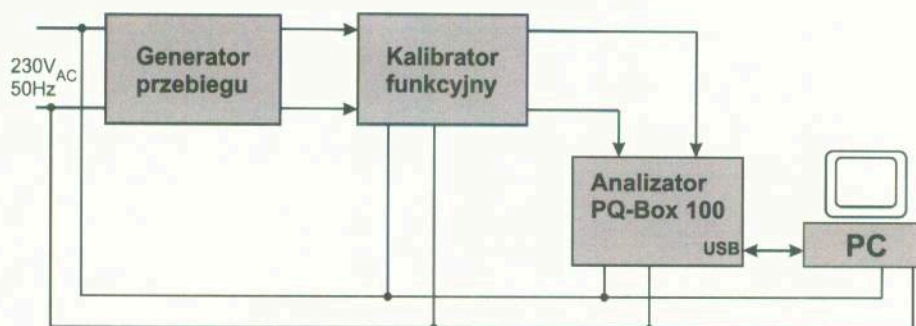 230V AC
50Hz
Generator
przebiegu
Kalibrator
funkcyjny
Analizator
PQ-Box 100
USB
PC